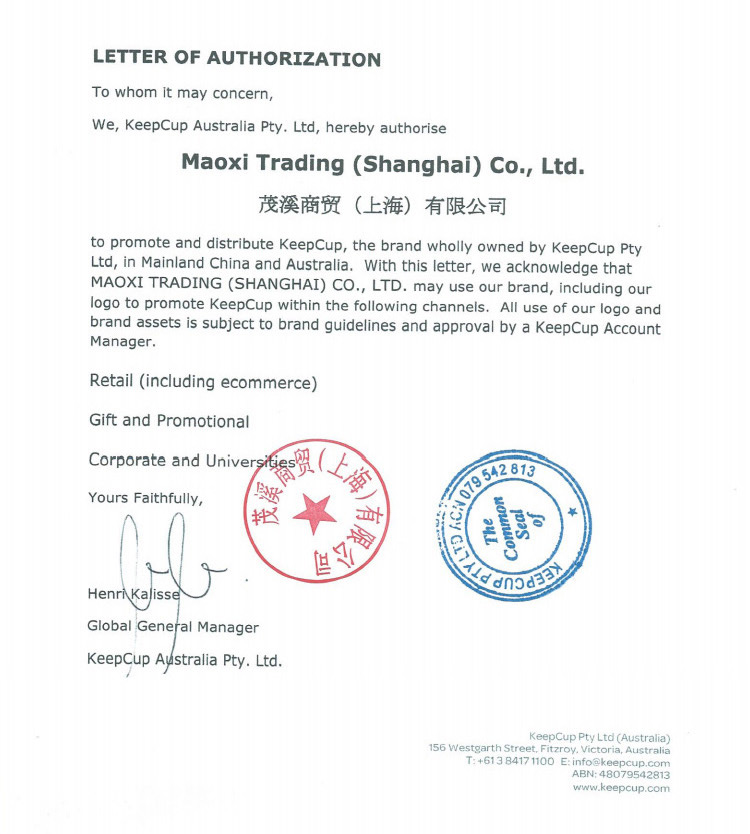 LETTER OF AUTHORIZATION
To whom it may concern,
We, KeepCup Australia Pty. Ltd, hereby authorise
Maoxi Trading (Shanghai) Co., Ltd.
茂溪商贸（上海）有限公司
to promote and distribute KeepCup, the brand wholly owned by KeepCup Pty
Ltd, in Mainland China and Australia. With this letter, we acknowledge that
MAOXI TRADING (SHANGHAI) CO., LTD. may use our brand, including our
logo to promote KeepCup within the following channels. All use of our logo and
brand assets is subject to brand guidelines and approval by a KeepCup Account
Manager.
Retail (including ecommerce)
Gift and Promotional
Corporate and Universities
茂溪商贸(上海)有限公司
KEEPCUP PTY LTD ACN 079 542 813
The
Common
Seal
of
Yours Faithfully,
Henri Kalisse
Global General Manager
KeepCup Australia Pty. Ltd.
KeepCup Pty Ltd (Australia)
156 Westgarth Street, Fitzroy, Victoria, Australia
T: +61 3 8417 1100 E: info@keepcup.com
ABN: 48079542813
www.keepcup.com